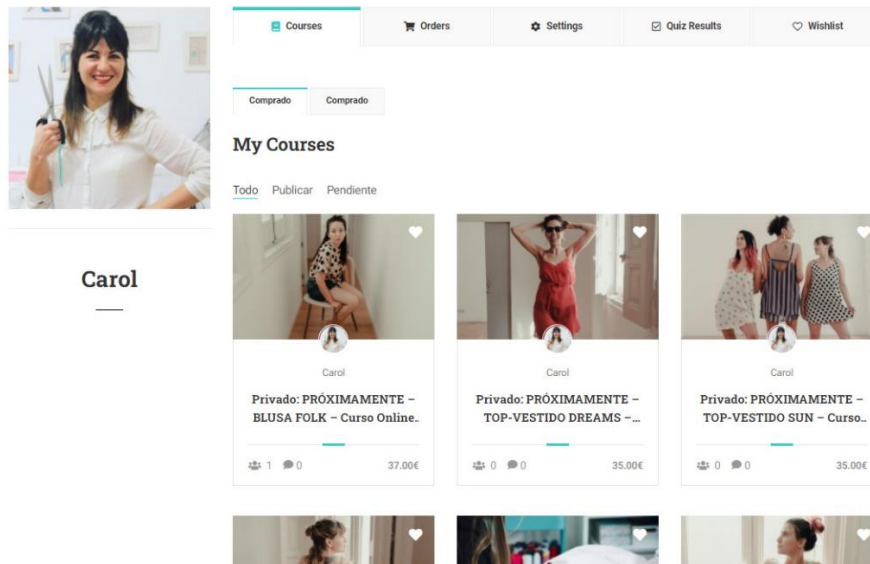 Courses
Orders
Settings
Quiz Results
Wishlist
Comprado
Comprado
My Courses
Todo
Publicar
Pendiente
Carol
Carol
Privado: PRÓXIMAMENTE –
BLUSA FOLK – Curso Online..
1
0
37.00€
Carol
Privado: PRÓXIMAMENTE –
TOP-VESTIDO DREAMS –...
0
0
35.00€
Carol
Privado: PRÓXIMAMENTE –
TOP-VESTIDO SUN – Curso..
0
0
35.00€